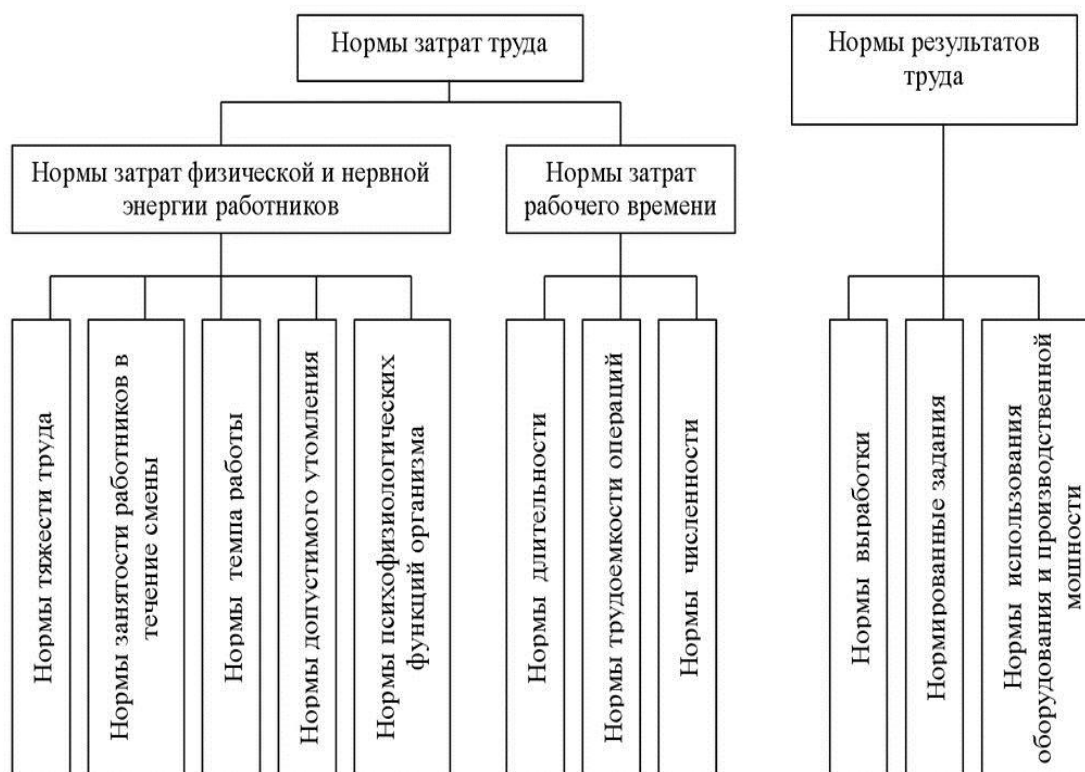 Нормы затрат труда
Нормы результатов
труда
Нормы затрат физической и нервной
энергии работников
Нормы затрат
рабочего времени
Нормы тяжести труда
Нормы занятости работников в
течение смены
Нормы темпа работы
Нормы допустимого утомления
Нормы психофизиологических
функций организма
Нормы длительности
Нормы трудоемкости операций
Нормы численности
Нормы выработки
Нормированные задания
Нормы использования
оборудования и производственной
мошности